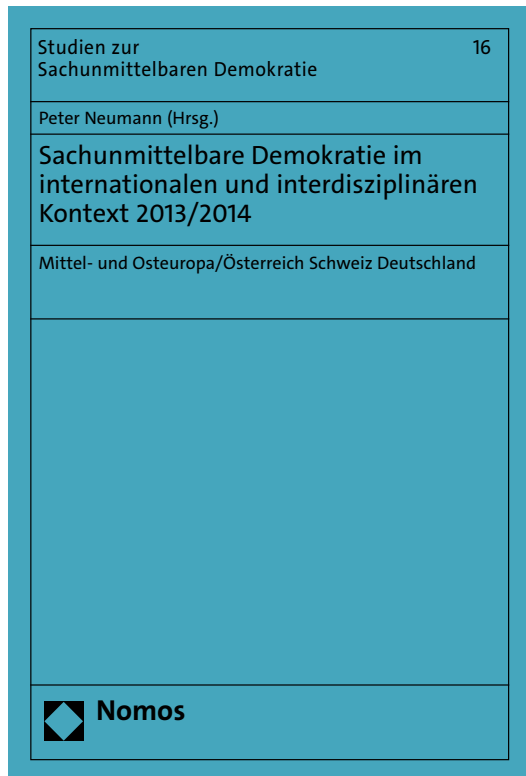 Studien zur 16
Sachunmittelbaren Demokratie
Peter Neumann (Hrsg.)
Sachunmittelbare Demokratie im
internationalen und interdisziplinären
Kontext 2013/2014
Mittel- und Osteuropa/Österreich Schweiz Deutschland
Nomos